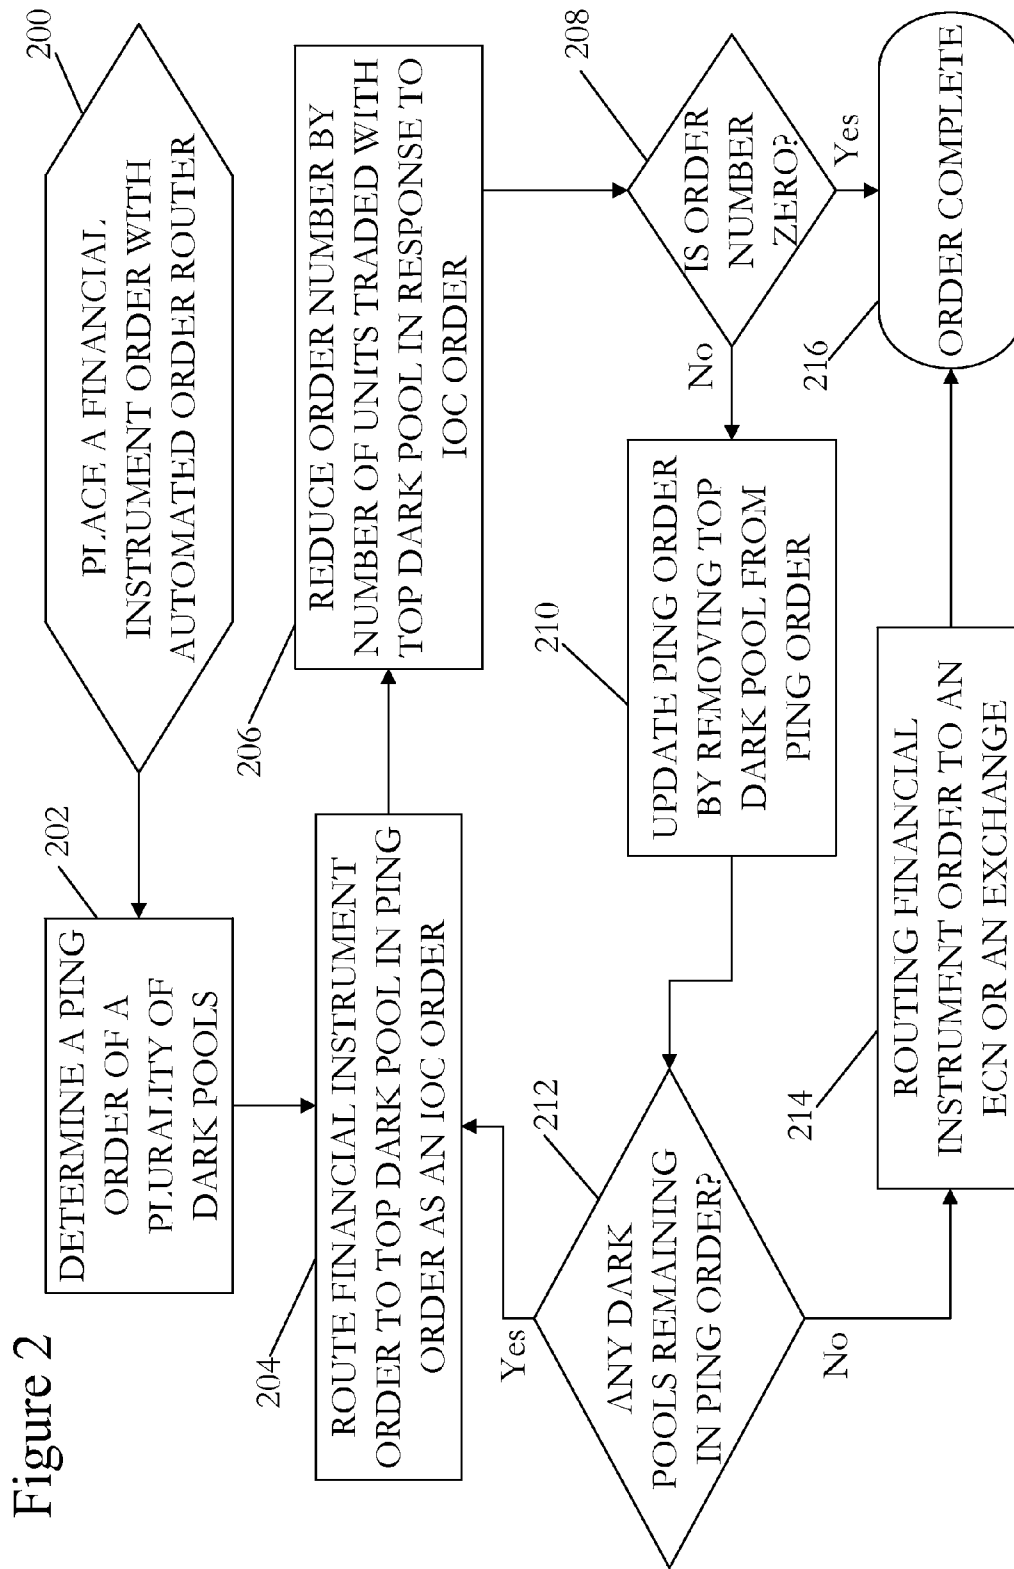 Figure 2
200
PLACE A FINANCIAL
INSTRUMENT ORDER WITH
AUTOMATED ORDER ROUTER
202
DETERMINE A PING
ORDER OF A
PLURALITY OF
DARK POOLS
204
ROUTE FINANCIAL INSTRUMENT
ORDER TO TOP DARK POOL IN PING
ORDER AS AN IOC ORDER
206
REDUCE ORDER NUMBER BY
NUMBER OF UNITS TRADED WITH
TOP DARK POOL IN RESPONSE TO
IOC ORDER
208
IS ORDER
NUMBER
ZERO?
No
Yes
210
UPDATE PING ORDER
BY REMOVING TOP
DARK POOL FROM
PING ORDER
212
ANY DARK
POOLS REMAINING
IN PING ORDER?
Yes
No
214
ROUTING FINANCIAL
INSTRUMENT ORDER TO AN
ECN OR AN EXCHANGE
216
ORDER COMPLETE